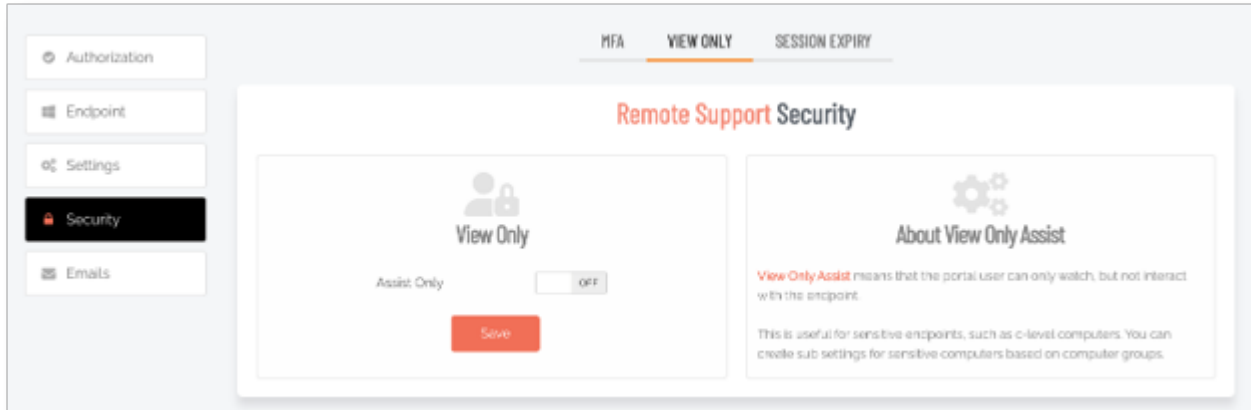 MFA VIEW ONLY SESSION EXPIRY
Authorization
Endpoint
Settings
Security
Emails
Remote Support Security
View Only
Assist Only OFF
Save
About View Only Assist
View Only Assist means that the portal user can only watch, but not interact
with the endpoint.
This is useful for sensitive endpoints, such as c-level computers. You can
create sub settings for sensitive computers based on computer groups.